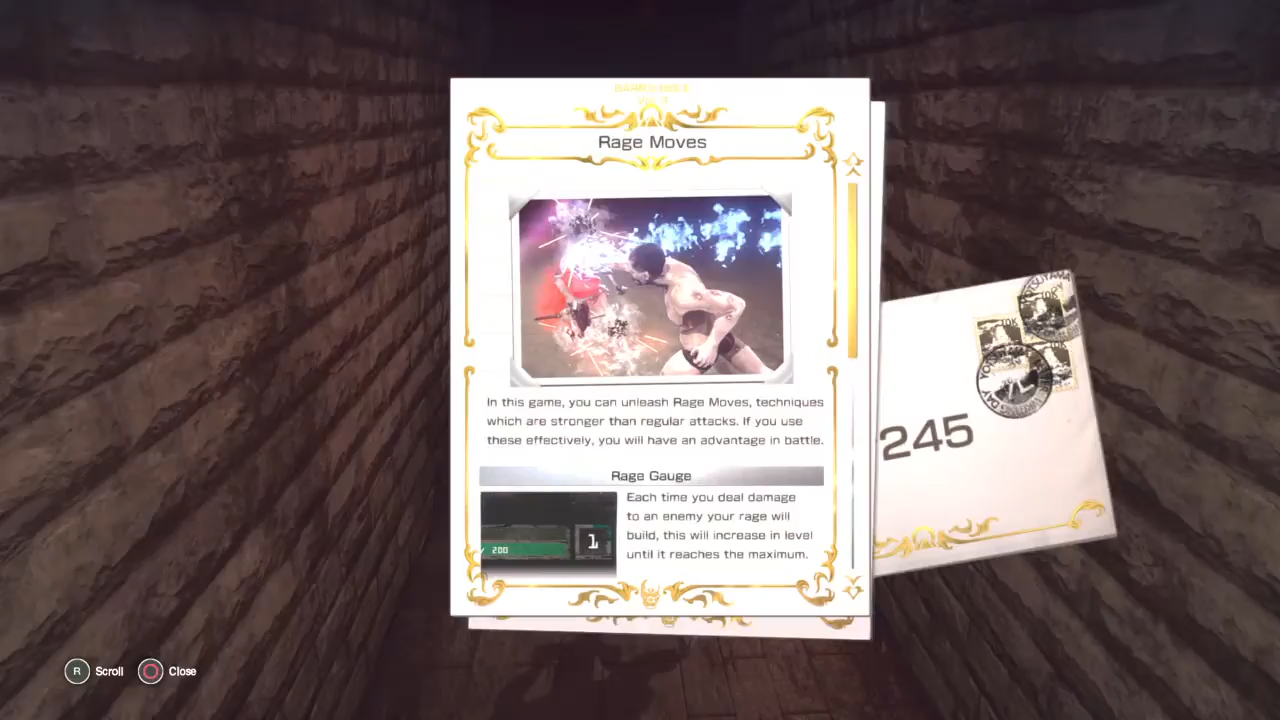 Rage Moves
In this game, you can unleash Rage Moves, techniques
which are stronger than regular attacks. If you use
these effectively, you will have an advantage in battle.
Rage Gauge
Each time you deal damage
to an enemy your rage will
build, this will increase in level
until it reaches the maximum.
200
1
245
10K
10K
R Scroll
Close